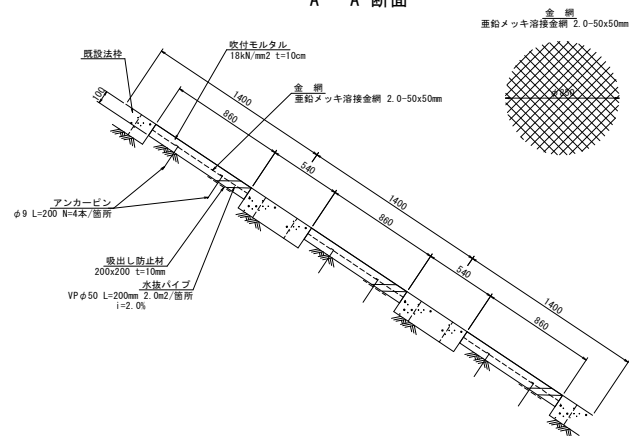 A - A 断面
金 網
亜鉛メッキ溶接金網 2.0-50x50mm
φ850
吹付モルタル
18kN/mm2 t=10cm
既設法枠
金 網
亜鉛メッキ溶接金網 2.0-50x50mm
100
1400
860
540
1400
860
540
1400
860
アンカーピン
φ9 L=200 N=4本/箇所
吸出し防止材
200x200 t=10mm
水抜パイプ
VPφ50 L=200mm 2.0m2/箇所
i=2.0%